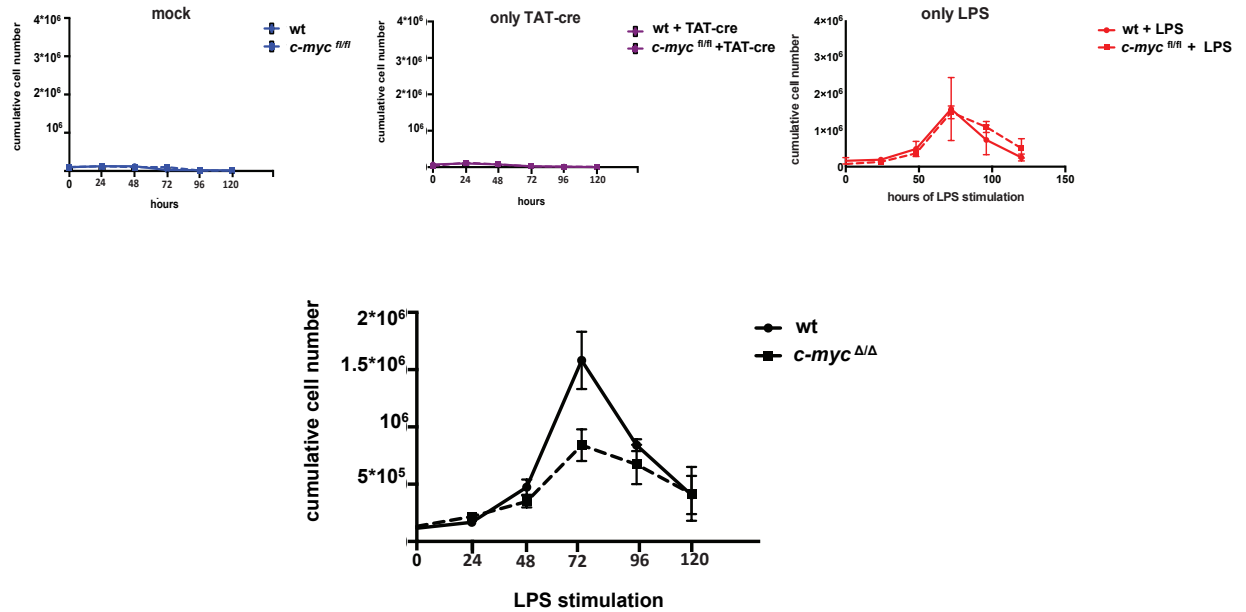 mock
wt
c-myc fl/fl
cumulative cell number
4*10⁶
3*10⁶
2*10⁶
10⁶
0 24 48 72 96 120
hours
only TAT-cre
wt + TAT-cre
c-myc fl/fl +TAT-cre
cumulative cell number
4*10⁶
3*10⁶
2*10⁶
10⁶
0 24 48 72 96 120
hours
only LPS
wt + LPS
c-myc fl/fl + LPS
cumulative cell number
4×10⁶
3×10⁶
2×10⁶
1×10⁶
0
0 50 100 150
hours of LPS stimulation
wt
c-myc Δ/Δ
cumulative cell number
2*10⁶
1.5*10⁶
10⁶
5*10⁵
0 24 48 72 96 120
LPS stimulation